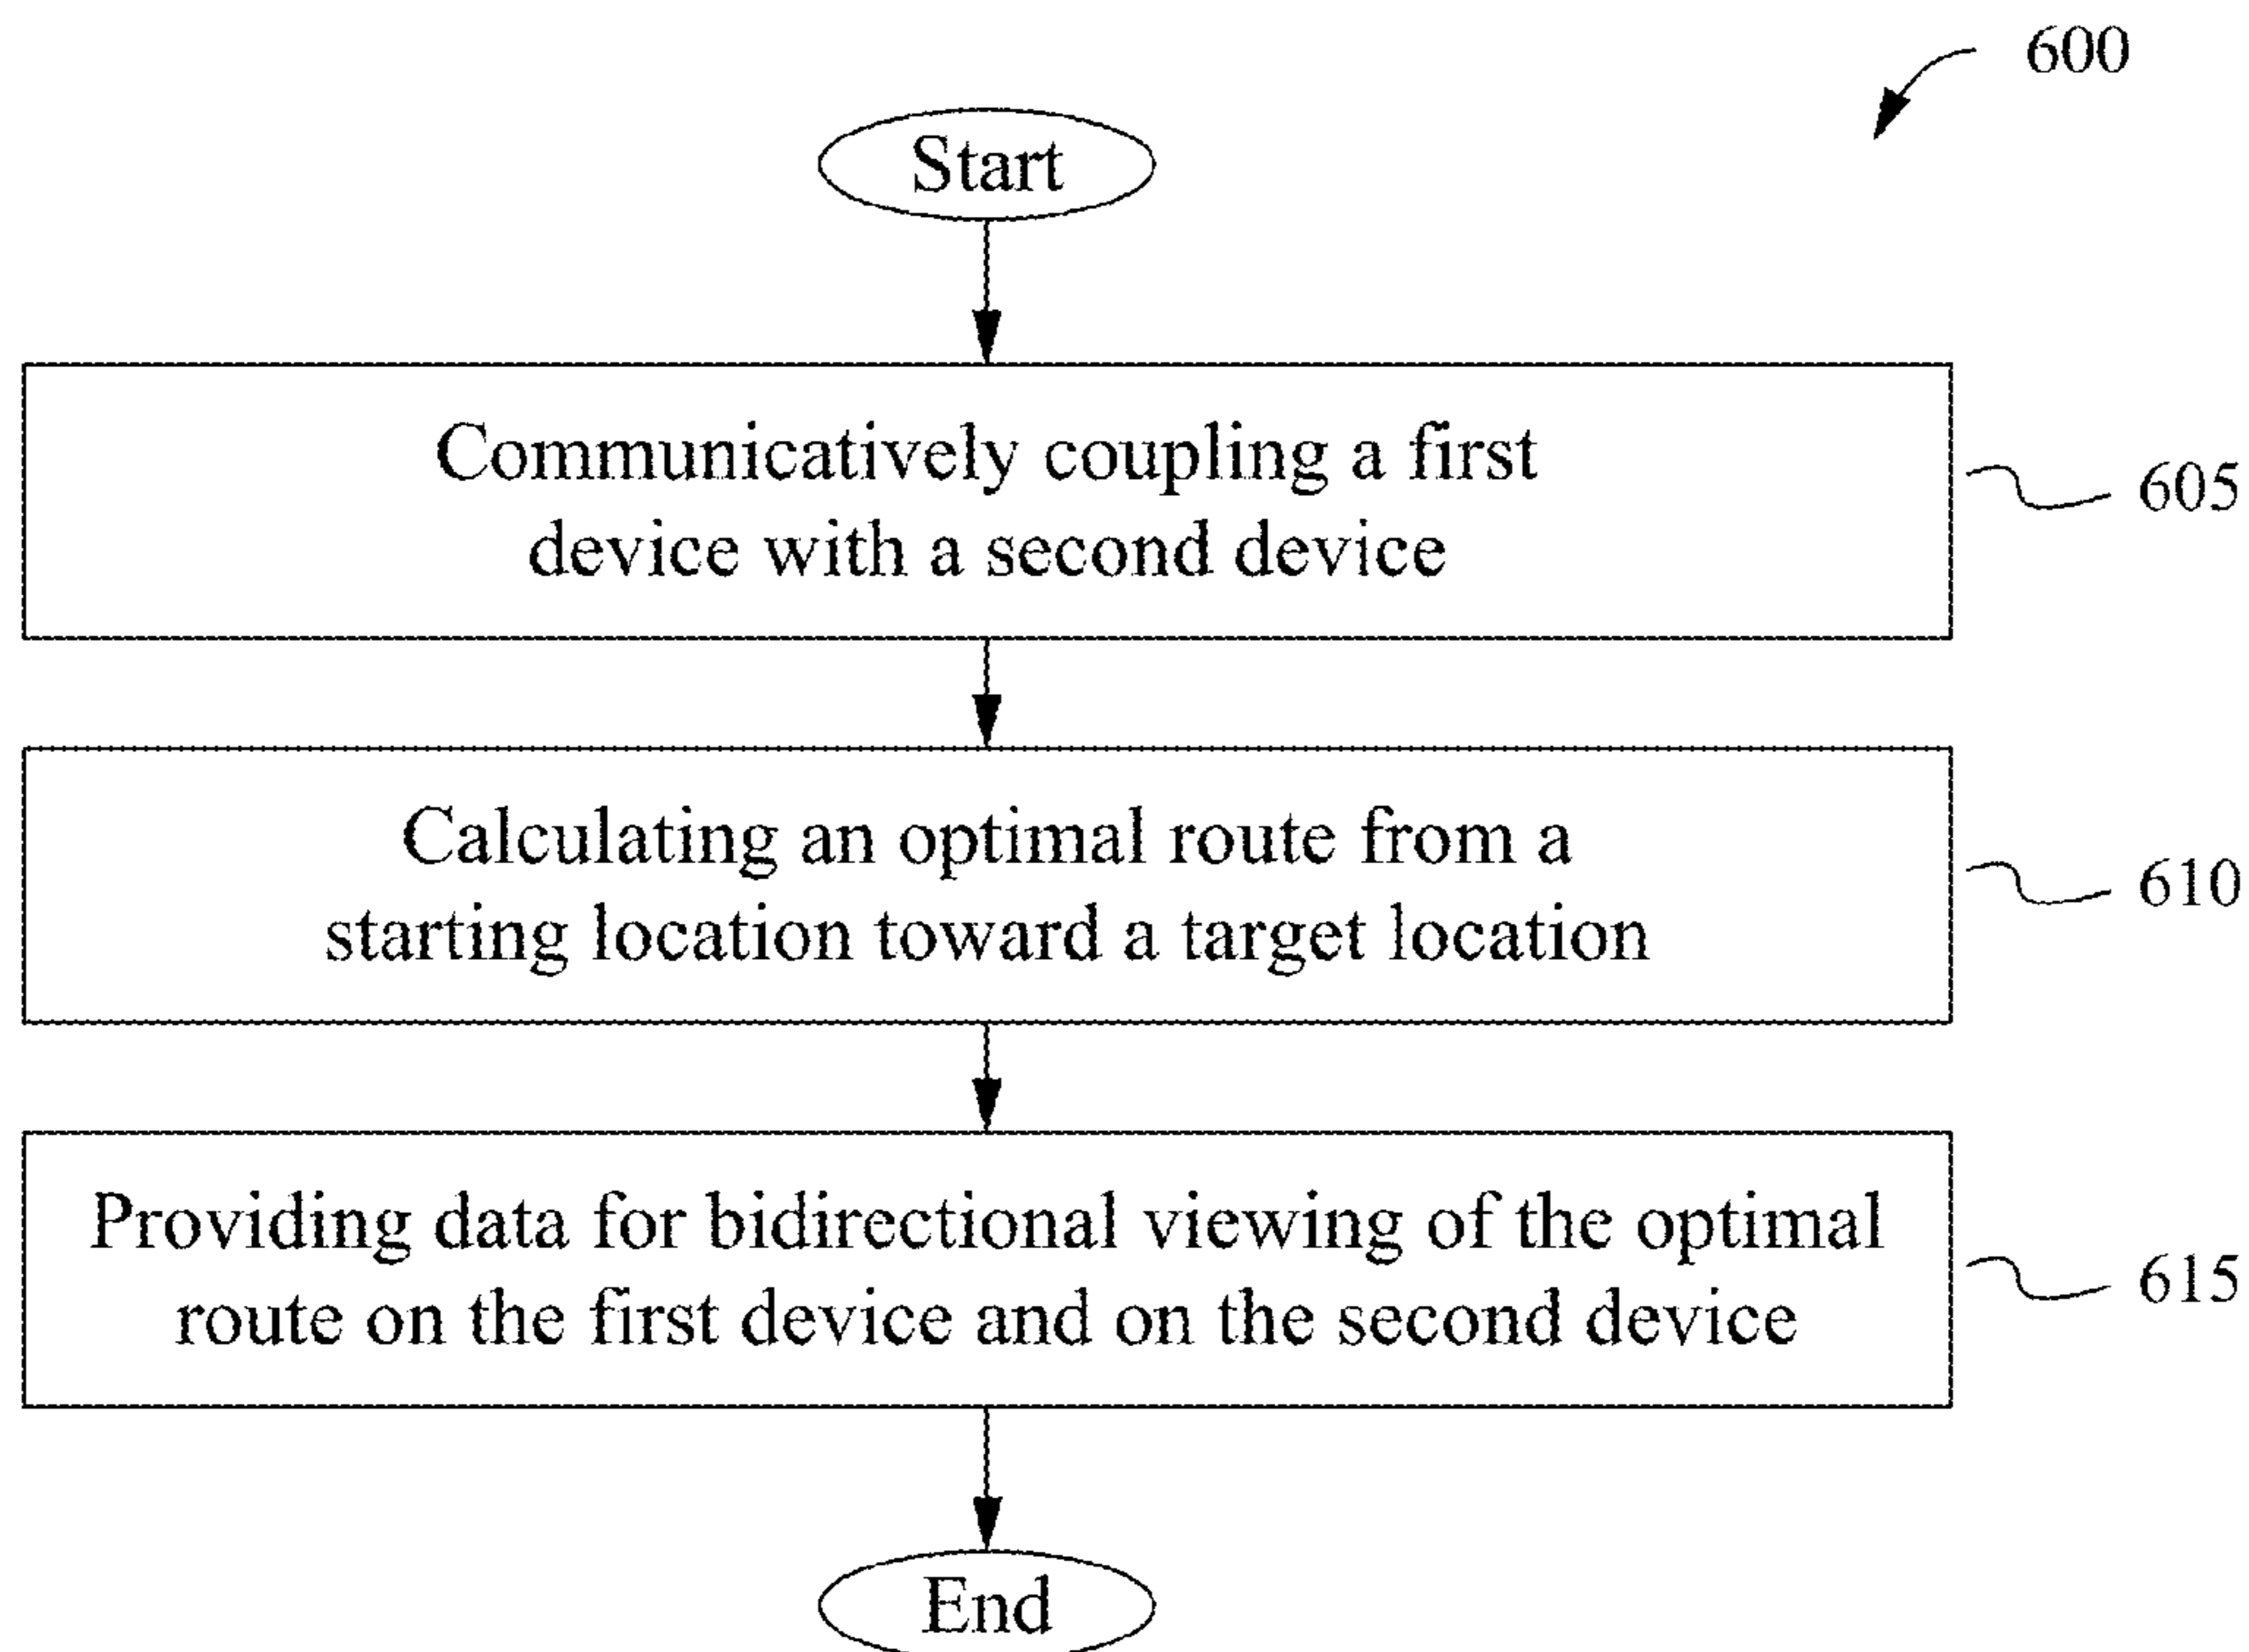 600
Start
Communicatively coupling a first
device with a second device
605
Calculating an optimal route from a
starting location toward a target location
610
Providing data for bidirectional viewing of the optimal
route on the first device and on the second device
615
End